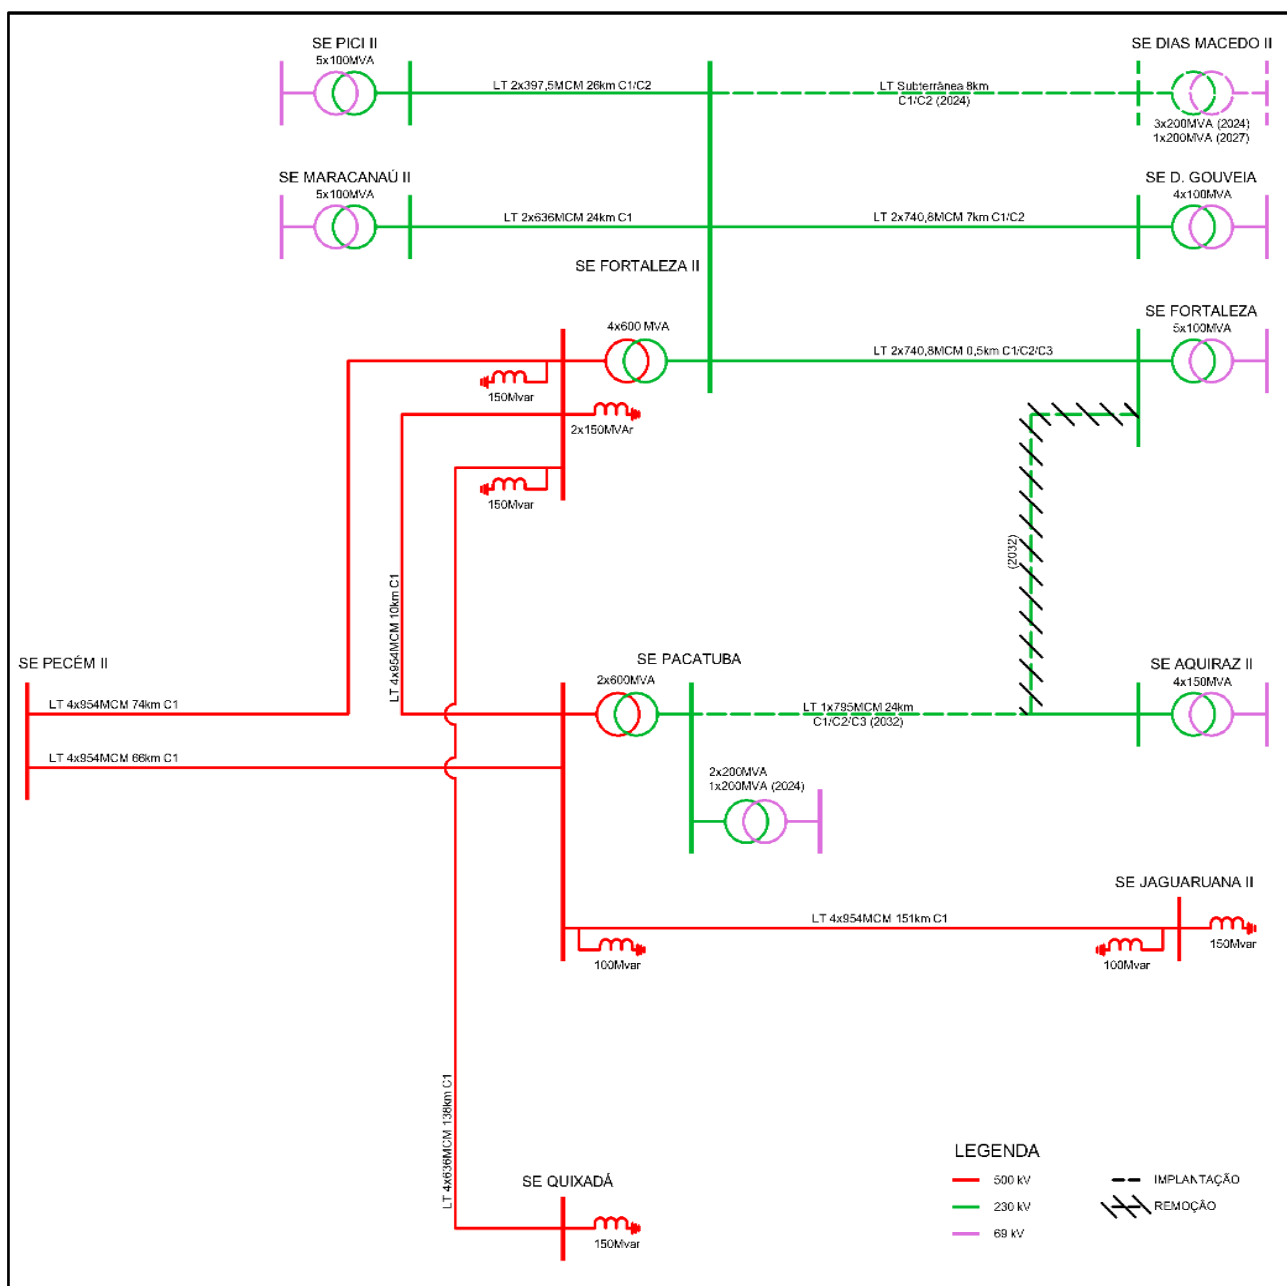 SE PICI II
5x100MVA
LT 2x397,5MCM 26km C1/C2
LT Subterrânea 8km
C1/C2 (2024)
SE DIAS MACEDO II
3x200MVA (2024)
1x200MVA (2027)
SE MARACANAÚ II
5x100MVA
LT 2x636MCM 24km C1
LT 2x740,8MCM 7km C1/C2
SE D. GOUVEIA
4x100MVA
SE FORTALEZA II
4x600 MVA
LT 2x740,8MCM 0,5km C1/C2/C3
SE FORTALEZA
5x100MVA
150Mvar
2x150MVAr
150Mvar
(2032)
LT 4x954MCM 10km C1
SE PECÉM II
LT 4x954MCM 74km C1
LT 4x954MCM 66km C1
SE PACATUBA
2x600MVA
LT 1x795MCM 24km
C1/C2/C3 (2032)
SE AQUIRAZ II
4x150MVA
2x200MVA
1x200MVA (2024)
SE JAGUARUANA II
LT 4x954MCM 151km C1
100Mvar
100Mvar
150Mvar
LT 4x636MCM 138km C1
SE QUIXADÁ
150Mvar
LEGENDA
500 kV
IMPLANTAÇÃO
230 kV
REMOÇÃO
69 kV